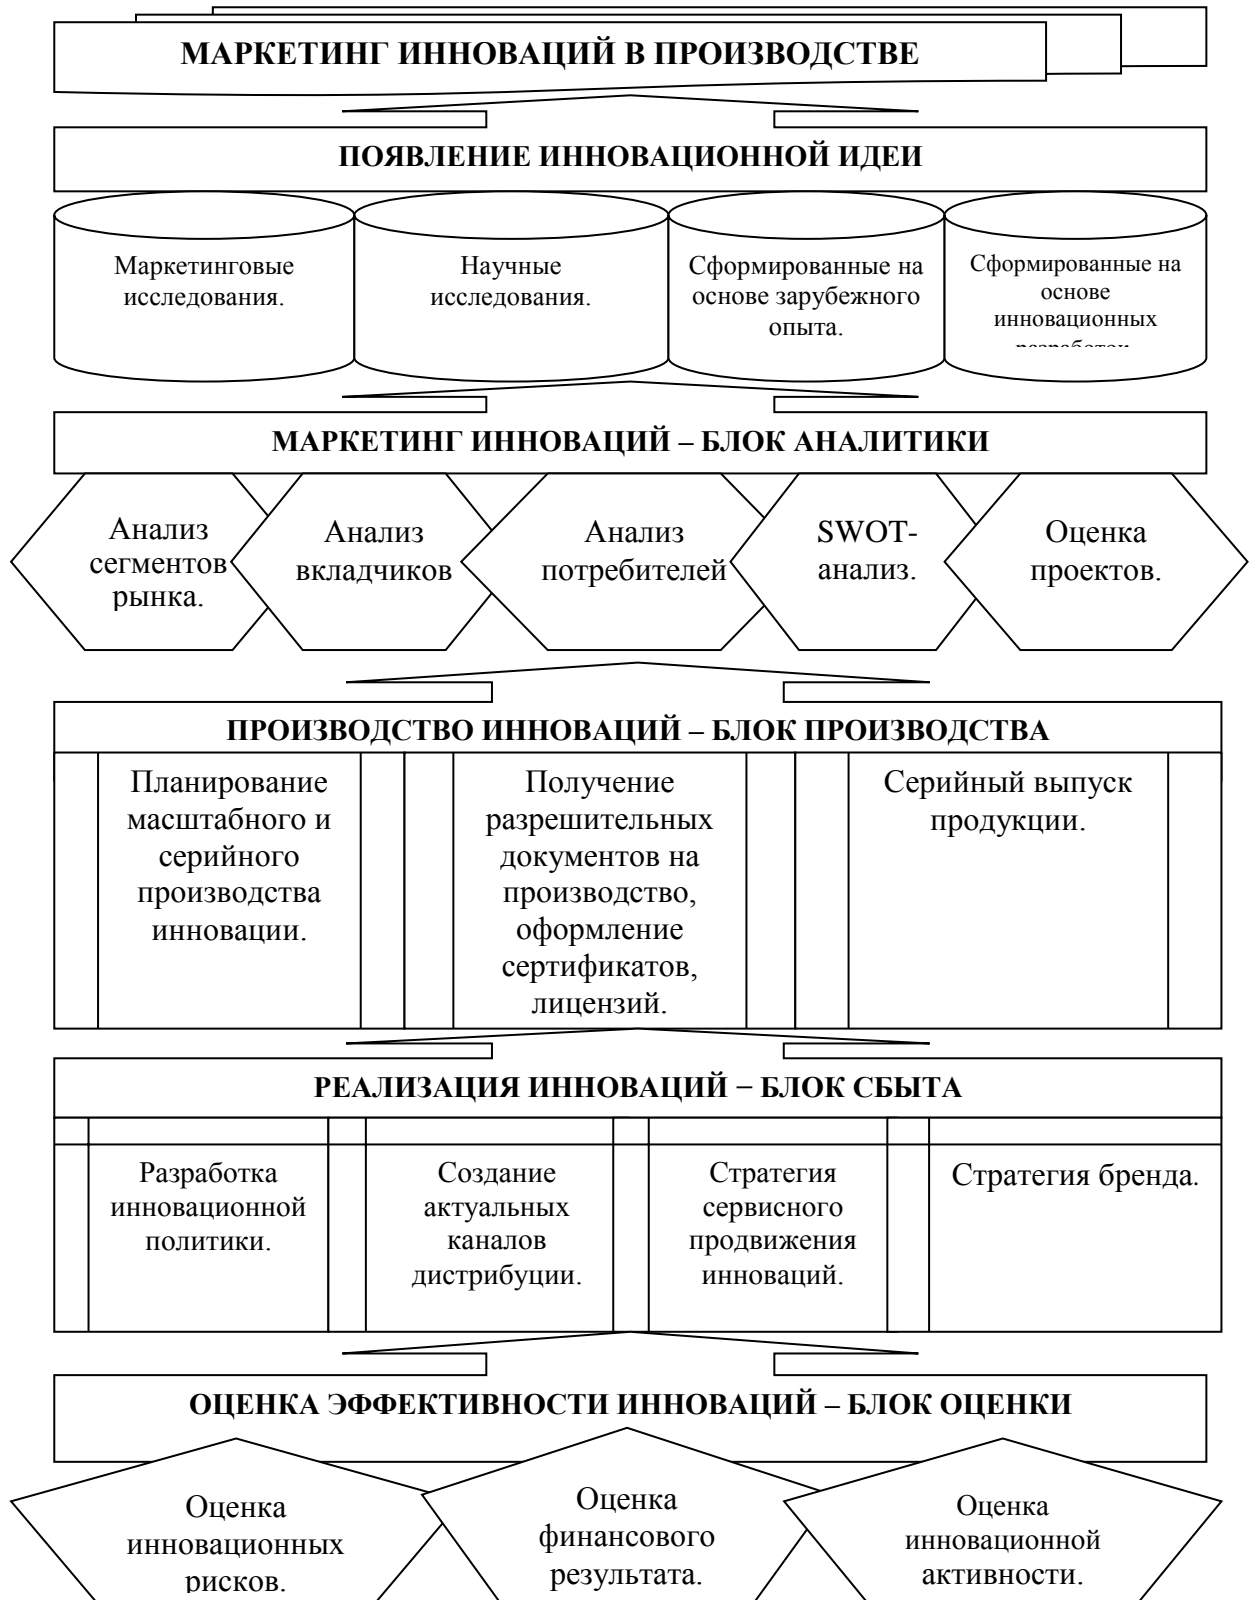 МАРКЕТИНГ ИННОВАЦИЙ В ПРОИЗВОДСТВЕ
ПОЯВЛЕНИЕ ИННОВАЦИОННОЙ ИДЕИ
Маркетинговые
исследования.
Научные
исследования.
Сформированные на
основе зарубежного
опыта.
Сформированные на
основе
инновационных
МАРКЕТИНГ ИННОВАЦИЙ – БЛОК АНАЛИТИКИ
Анализ
сегментов
рынка.
Анализ
вкладчиков
Анализ
потребителей
SWOT-
анализ.
Оценка
проектов.
ПРОИЗВОДСТВО ИННОВАЦИЙ – БЛОК ПРОИЗВОДСТВА
Планирование
масштабного и
серийного
производства
инновации.
Получение
разрешительных
документов на
производство,
оформление
сертификатов,
лицензий.
Серийный выпуск
продукции.
РЕАЛИЗАЦИЯ ИННОВАЦИЙ – БЛОК СБЫТА
Разработка
инновационной
политики.
Создание
актуальных
каналов
дистрибуции.
Стратегия
сервисного
продвижения
инноваций.
Стратегия бренда.
ОЦЕНКА ЭФФЕКТИВНОСТИ ИННОВАЦИЙ – БЛОК ОЦЕНКИ
Оценка
инновационных
рисков.
Оценка
финансового
результата.
Оценка
инновационной
активности.